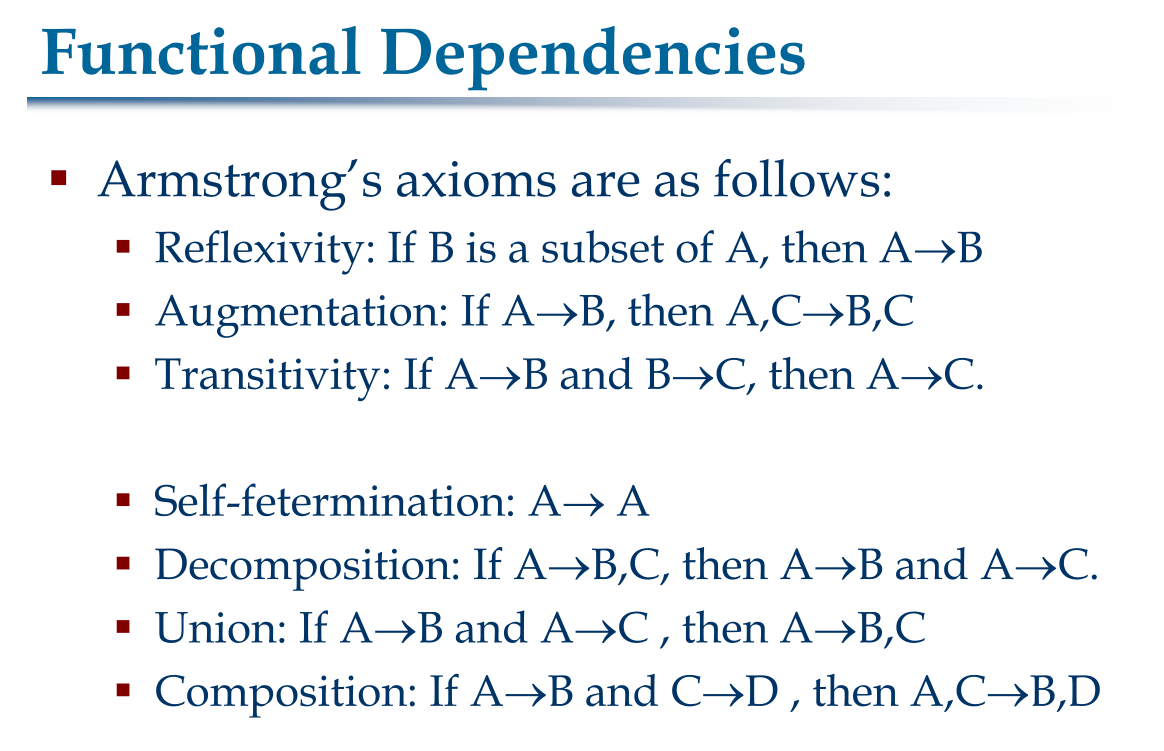 Functional Dependencies
▪ Armstrong’s axioms are as follows:
▪ Reflexivity: If B is a subset of A, then A→B
▪ Augmentation: If A→B, then A,C→B,C
▪ Transitivity: If A→B and B→C, then A→C.
▪ Self-fetermination: A→ A
▪ Decomposition: If A→B,C, then A→B and A→C.
▪ Union: If A→B and A→C , then A→B,C
▪ Composition: If A→B and C→D , then A,C→B,D